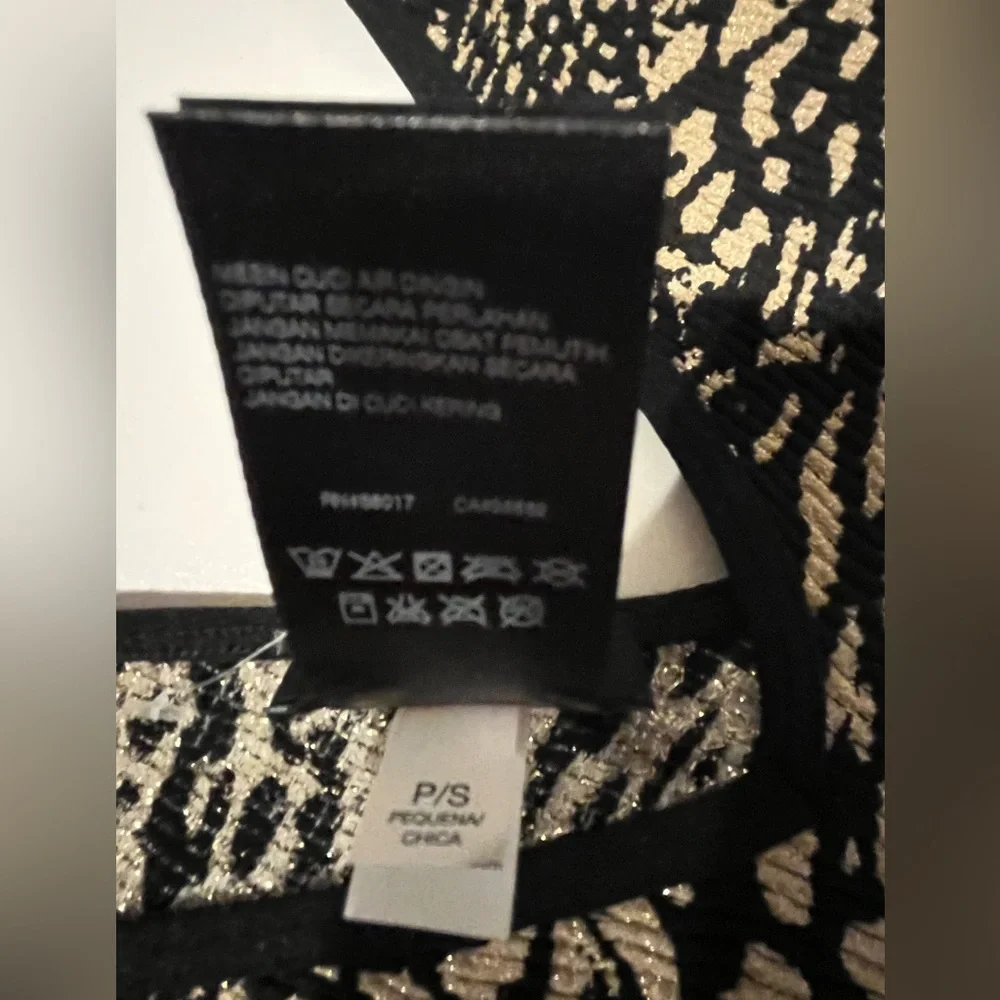 MESIN CUCI AIR DINGIN
DIPUTAR SECARA PERLAHAN
JANGAN MEMAKAI OBAT PEMUTIH
JANGAN DIKERINGKAN SECARA
DIPUTAR
JANGAN DI CUCI KERING
P/S
PEQUENA/
CHICA